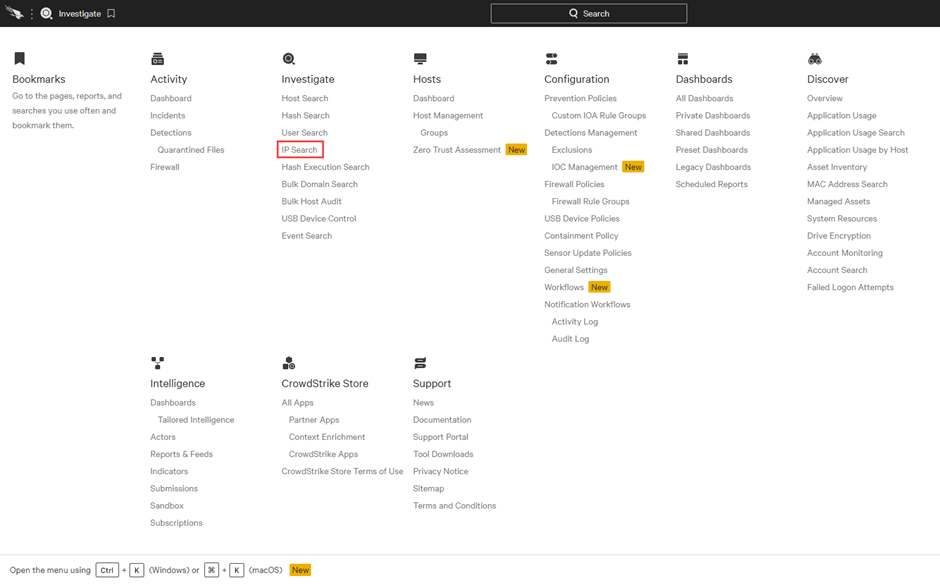 Investigate
Search
Bookmarks
Go to the pages, reports, and
searches you use often and
bookmark them.
Activity
Dashboard
Incidents
Detections
Quarantined Files
Firewall
Investigate
Host Search
Hash Search
User Search
IP Search
Hash Execution Search
Bulk Domain Search
Bulk Host Audit
USB Device Control
Event Search
Hosts
Dashboard
Host Management
Groups
Zero Trust Assessment New
Configuration
Prevention Policies
Custom IOA Rule Groups
Detections Management
Exclusions
IOC Management New
Firewall Policies
Firewall Rule Groups
USB Device Policies
Containment Policy
Sensor Update Policies
General Settings
Workflows New
Notification Workflows
Activity Log
Audit Log
Dashboards
All Dashboards
Private Dashboards
Shared Dashboards
Preset Dashboards
Legacy Dashboards
Scheduled Reports
Discover
Overview
Application Usage
Application Usage Search
Application Usage by Host
Asset Inventory
MAC Address Search
Managed Assets
System Resources
Drive Encryption
Account Monitoring
Account Search
Failed Logon Attempts
Intelligence
Dashboards
Tailored Intelligence
Actors
Reports & Feeds
Indicators
Submissions
Sandbox
Subscriptions
CrowdStrike Store
All Apps
Partner Apps
Context Enrichment
CrowdStrike Apps
CrowdStrike Store Terms of Use
Support
News
Documentation
Support Portal
Tool Downloads
Privacy Notice
Sitemap
Terms and Conditions
Open the menu using Ctrl + K (Windows) or ⌘ + K (macOS) New